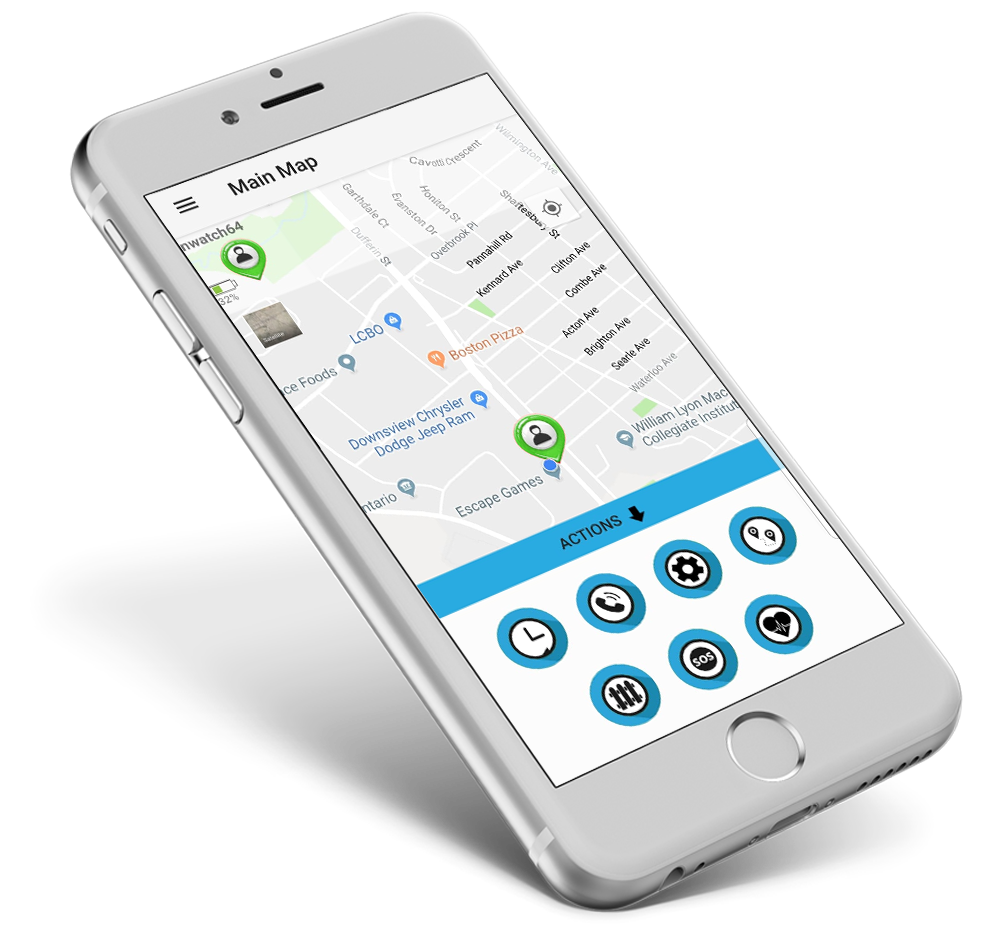 Main Map
Cavotti Crescent
Wilmington Ave
Garthdale Ct
Honiton St
Evanston Dr
Overbrook Pl
Shaftesbury St
nwatch64
Dufferin St
Pannahill Rd
Kennard Ave
Clifton Ave
Combe Ave
32%
Satellite
LCBO
Boston Pizza
Acton Ave
Brighton Ave
Searle Ave
Waterloo Ave
ce Foods
Downsview Chrysler
Dodge Jeep Ram
William Lyon Mac
Collegiate Institut
ntario
Escape Games
ACTIONS
SOS